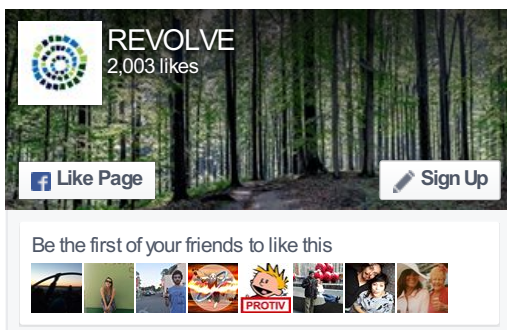 REVOLVE
2,003 likes
Like Page
Sign Up
Be the first of your friends to like this
PROTIV